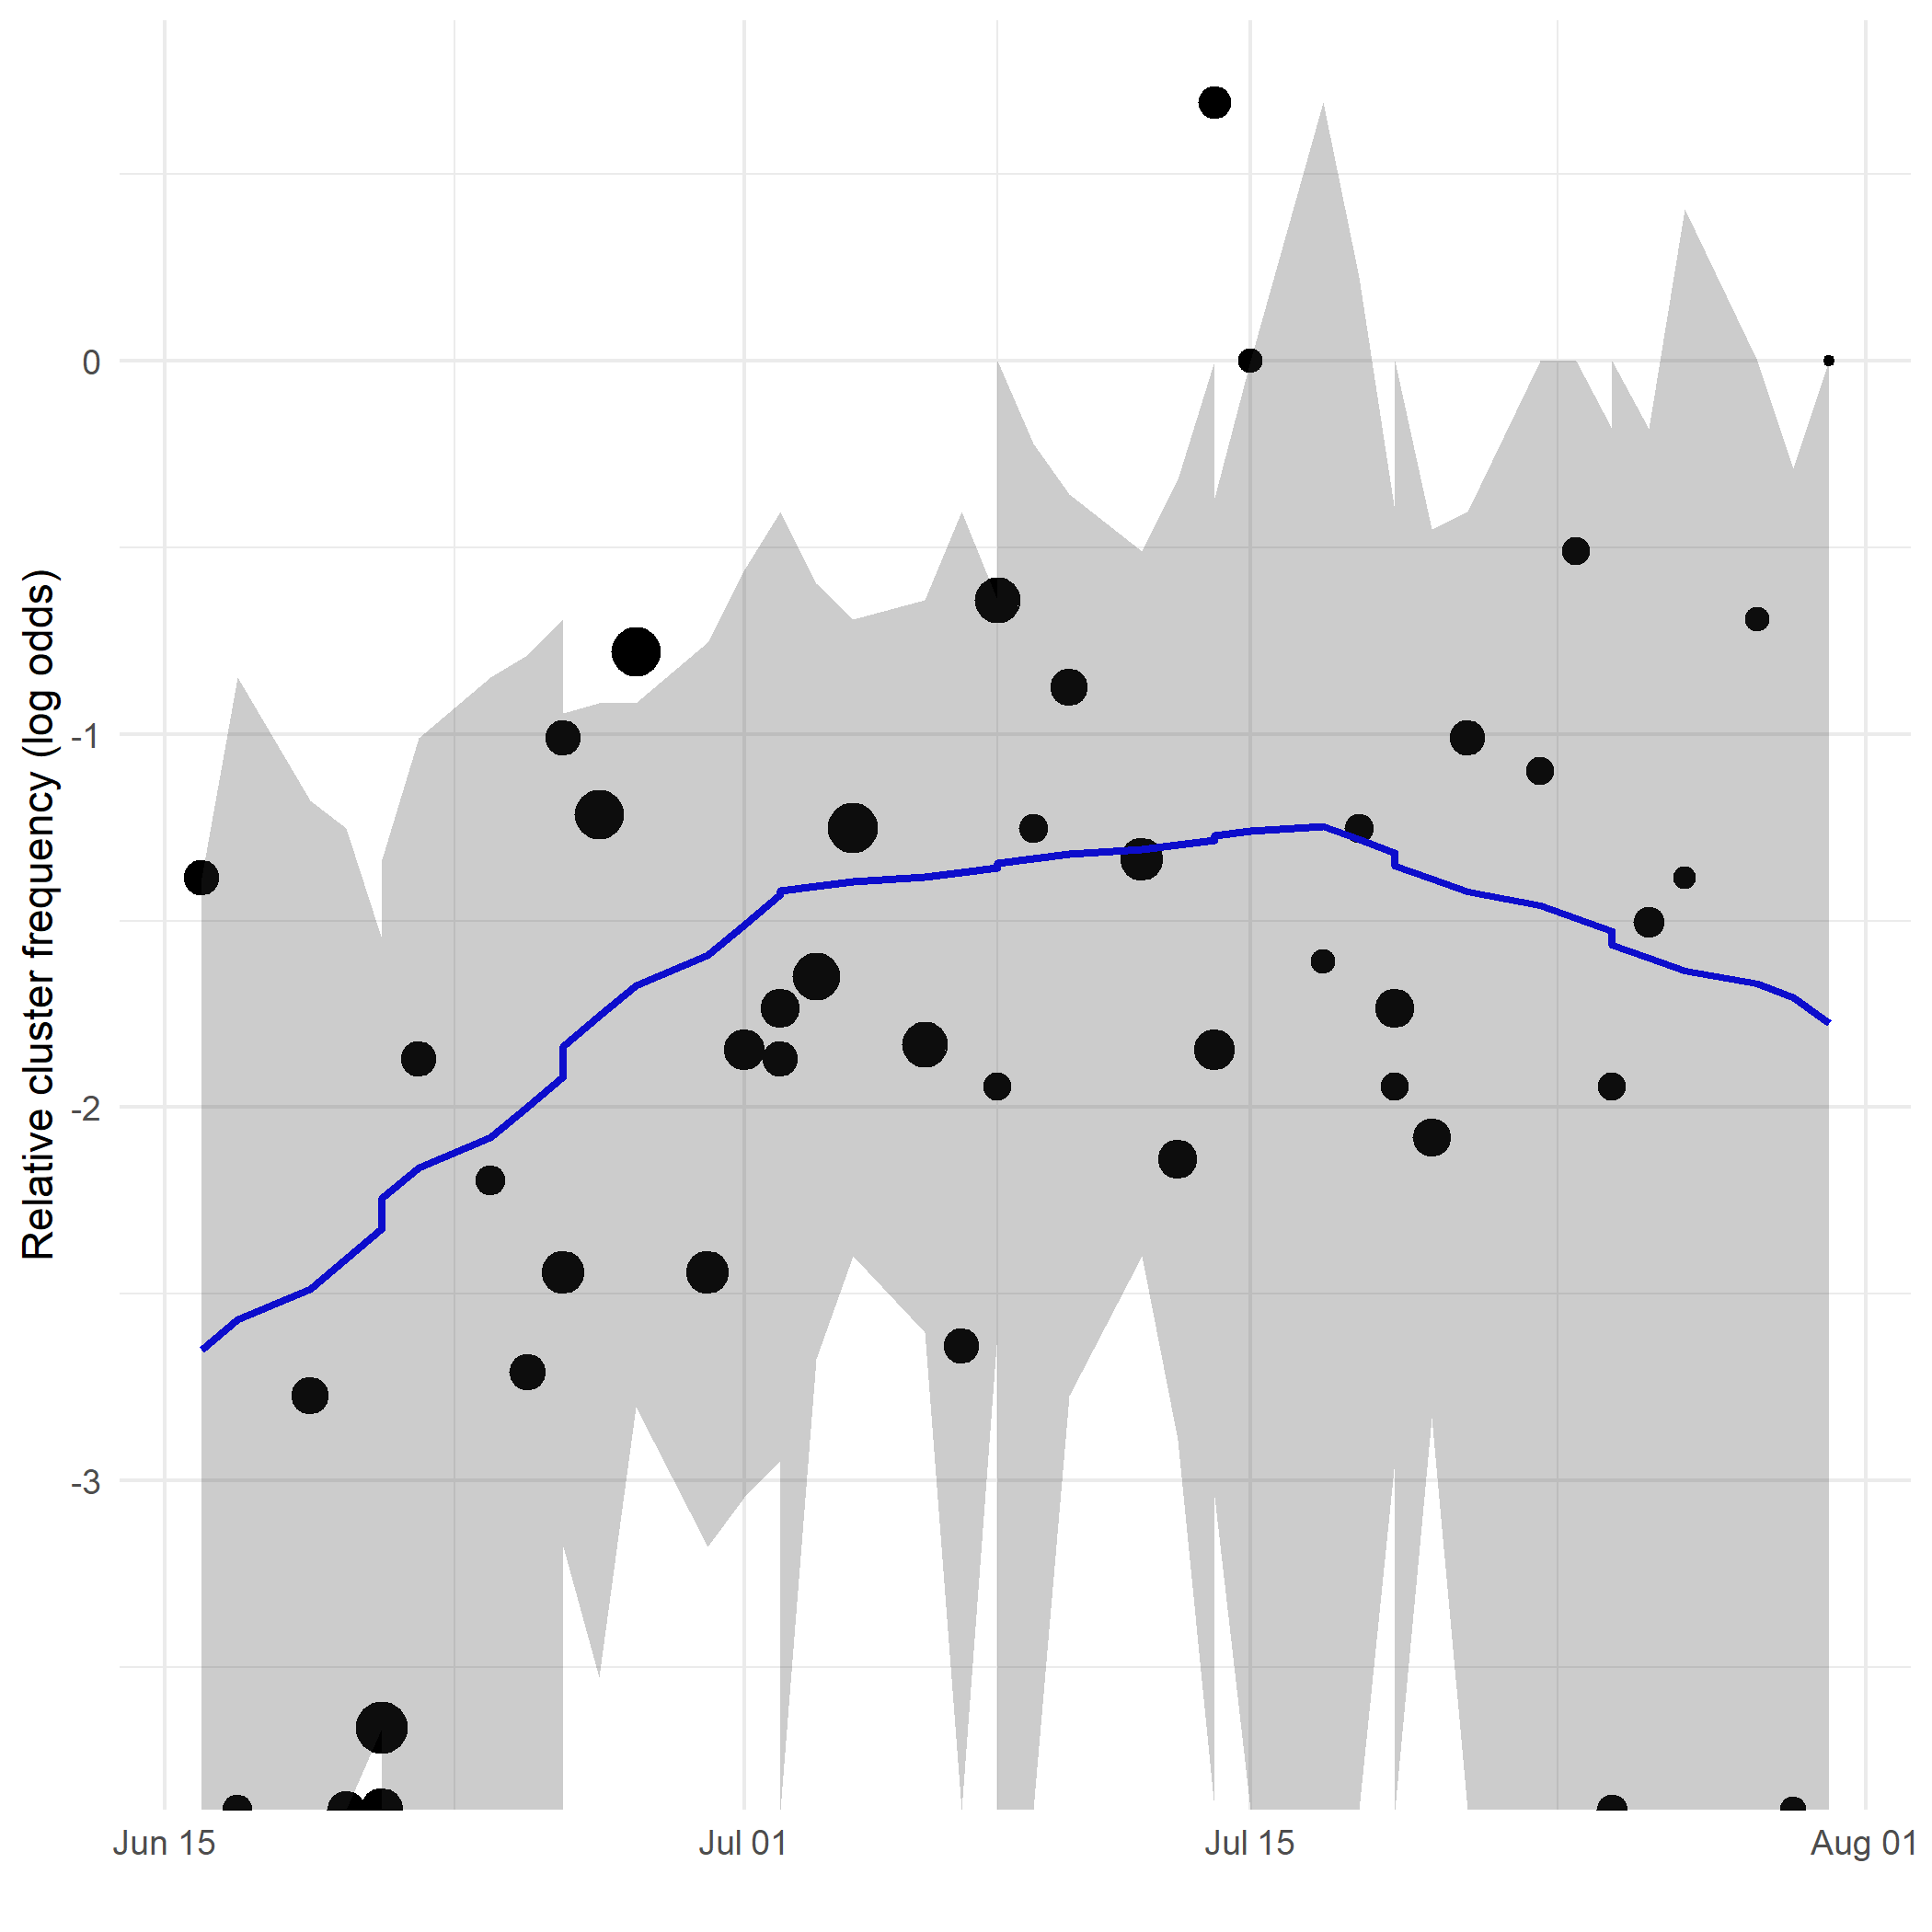 Relative cluster frequency (log odds)
0
-1
-2
-3
Jun 15
Jul 01
Jul 15
Aug 01